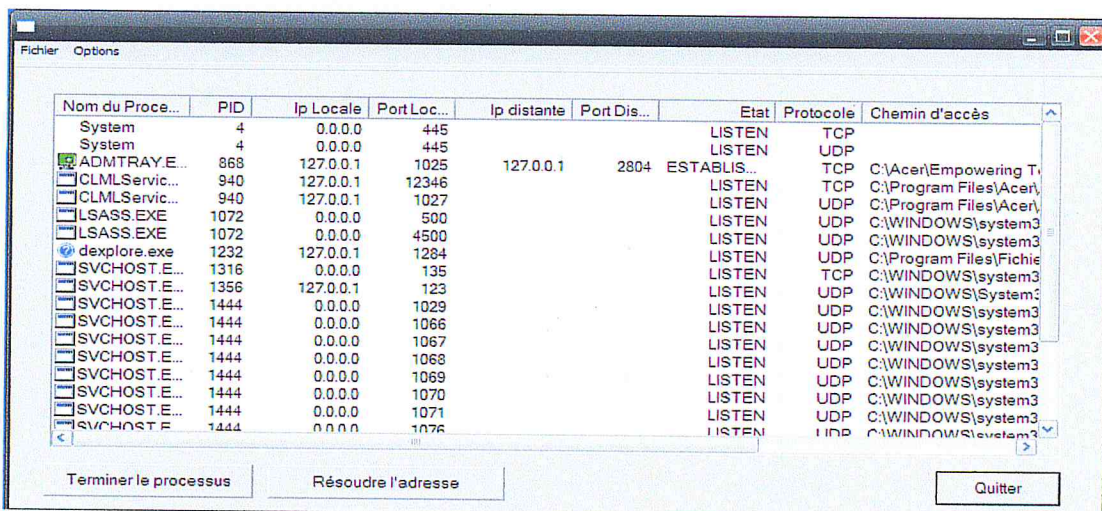 Fichier Options
Nom du Proce... PID Ip Locale Port Loc... Ip distante Port Dis... Etat Protocole Chemin d'accès
System 4 0.0.0.0 445 LISTEN TCP
System 4 0.0.0.0 445 LISTEN UDP
ADMTRAY.E... 868 127.0.0.1 1025 127.0.0.1 2804 ESTABLIS... TCP C:\Acer\Empowering T
CLMLServic... 940 127.0.0.1 12346 LISTEN TCP C:\Program Files\Acer\
CLMLServic... 940 127.0.0.1 1027 LISTEN UDP C:\Program Files\Acer\
LSASS.EXE 1072 0.0.0.0 500 LISTEN UDP C:\WINDOWS\system3
LSASS.EXE 1072 0.0.0.0 4500 LISTEN UDP C:\WINDOWS\system3
dexplore.exe 1232 127.0.0.1 1284 LISTEN UDP C:\Program Files\Fichie
SVCHOST.E... 1316 0.0.0.0 135 LISTEN TCP C:\WINDOWS\system3
SVCHOST.E... 1356 127.0.0.1 123 LISTEN UDP C:\WINDOWS\System3
SVCHOST.E... 1444 0.0.0.0 1029 LISTEN UDP C:\WINDOWS\system3
SVCHOST.E... 1444 0.0.0.0 1066 LISTEN UDP C:\WINDOWS\system3
SVCHOST.E... 1444 0.0.0.0 1067 LISTEN UDP C:\WINDOWS\system3
SVCHOST.E... 1444 0.0.0.0 1068 LISTEN UDP C:\WINDOWS\system3
SVCHOST.E... 1444 0.0.0.0 1069 LISTEN UDP C:\WINDOWS\system3
SVCHOST.E... 1444 0.0.0.0 1070 LISTEN UDP C:\WINDOWS\system3
SVCHOST.E... 1444 0.0.0.0 1071 LISTEN UDP C:\WINDOWS\system3
SVCHOST.E... 1444 0.0.0.0 1076 LISTEN UDP C:\WINDOWS\system3
Terminer le processus Résoudre l'adresse Quitter